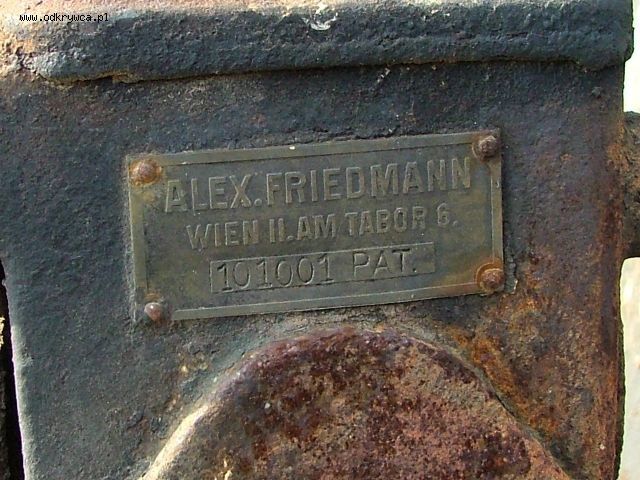 www.odkrywca.pl
ALEX. FRIEDMANN
WIEN II. AM TABOR 6.
101001 PAT.